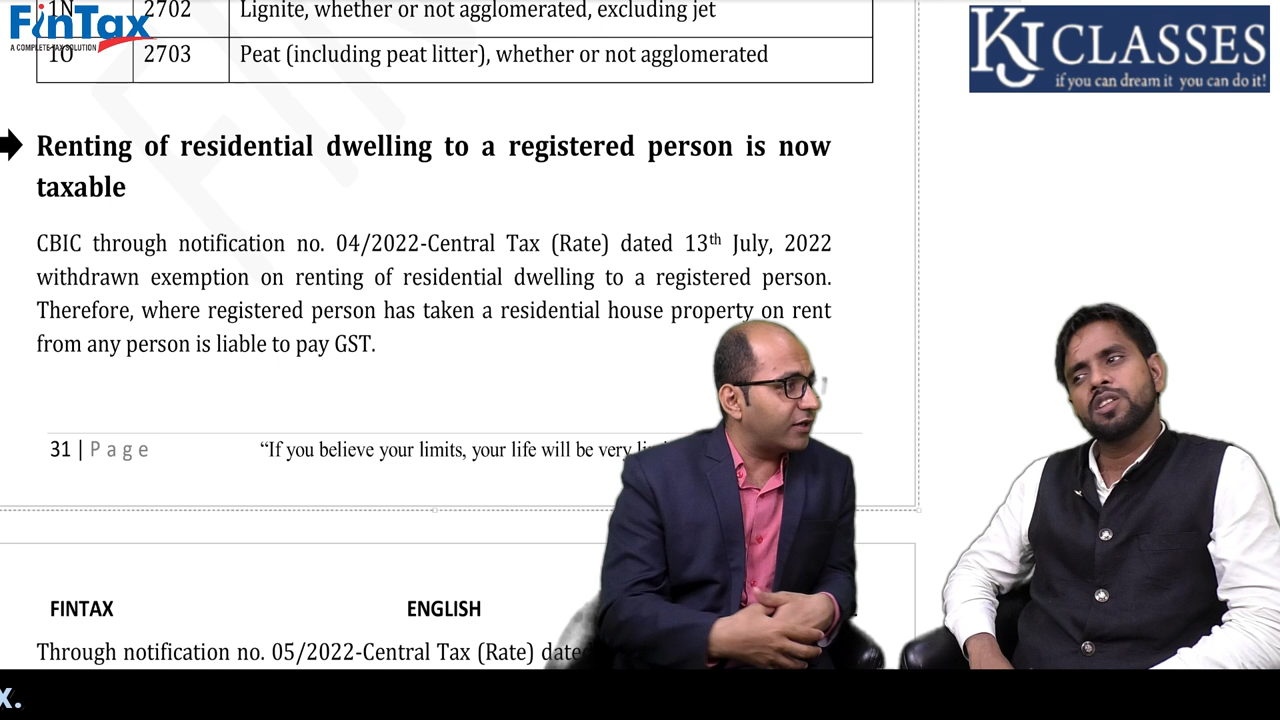 FinTax
A COMPLETE TAX SOLUTION
KJ CLASSES
if you can dream it you can do it!
1N 2702 Lignite, whether or not agglomerated, excluding jet
1O 2703 Peat (including peat litter), whether or not agglomerated
Renting of residential dwelling to a registered person is now
taxable
CBIC through notification no. 04/2022-Central Tax (Rate) dated 13th July, 2022
withdrawn exemption on renting of residential dwelling to a registered person.
Therefore, where registered person has taken a residential house property on rent
from any person is liable to pay GST.
31 | Page “If you believe your limits, your life will be very
FINTAX ENGLISH
Through notification no. 05/2022-Central Tax (Rate) date
x.